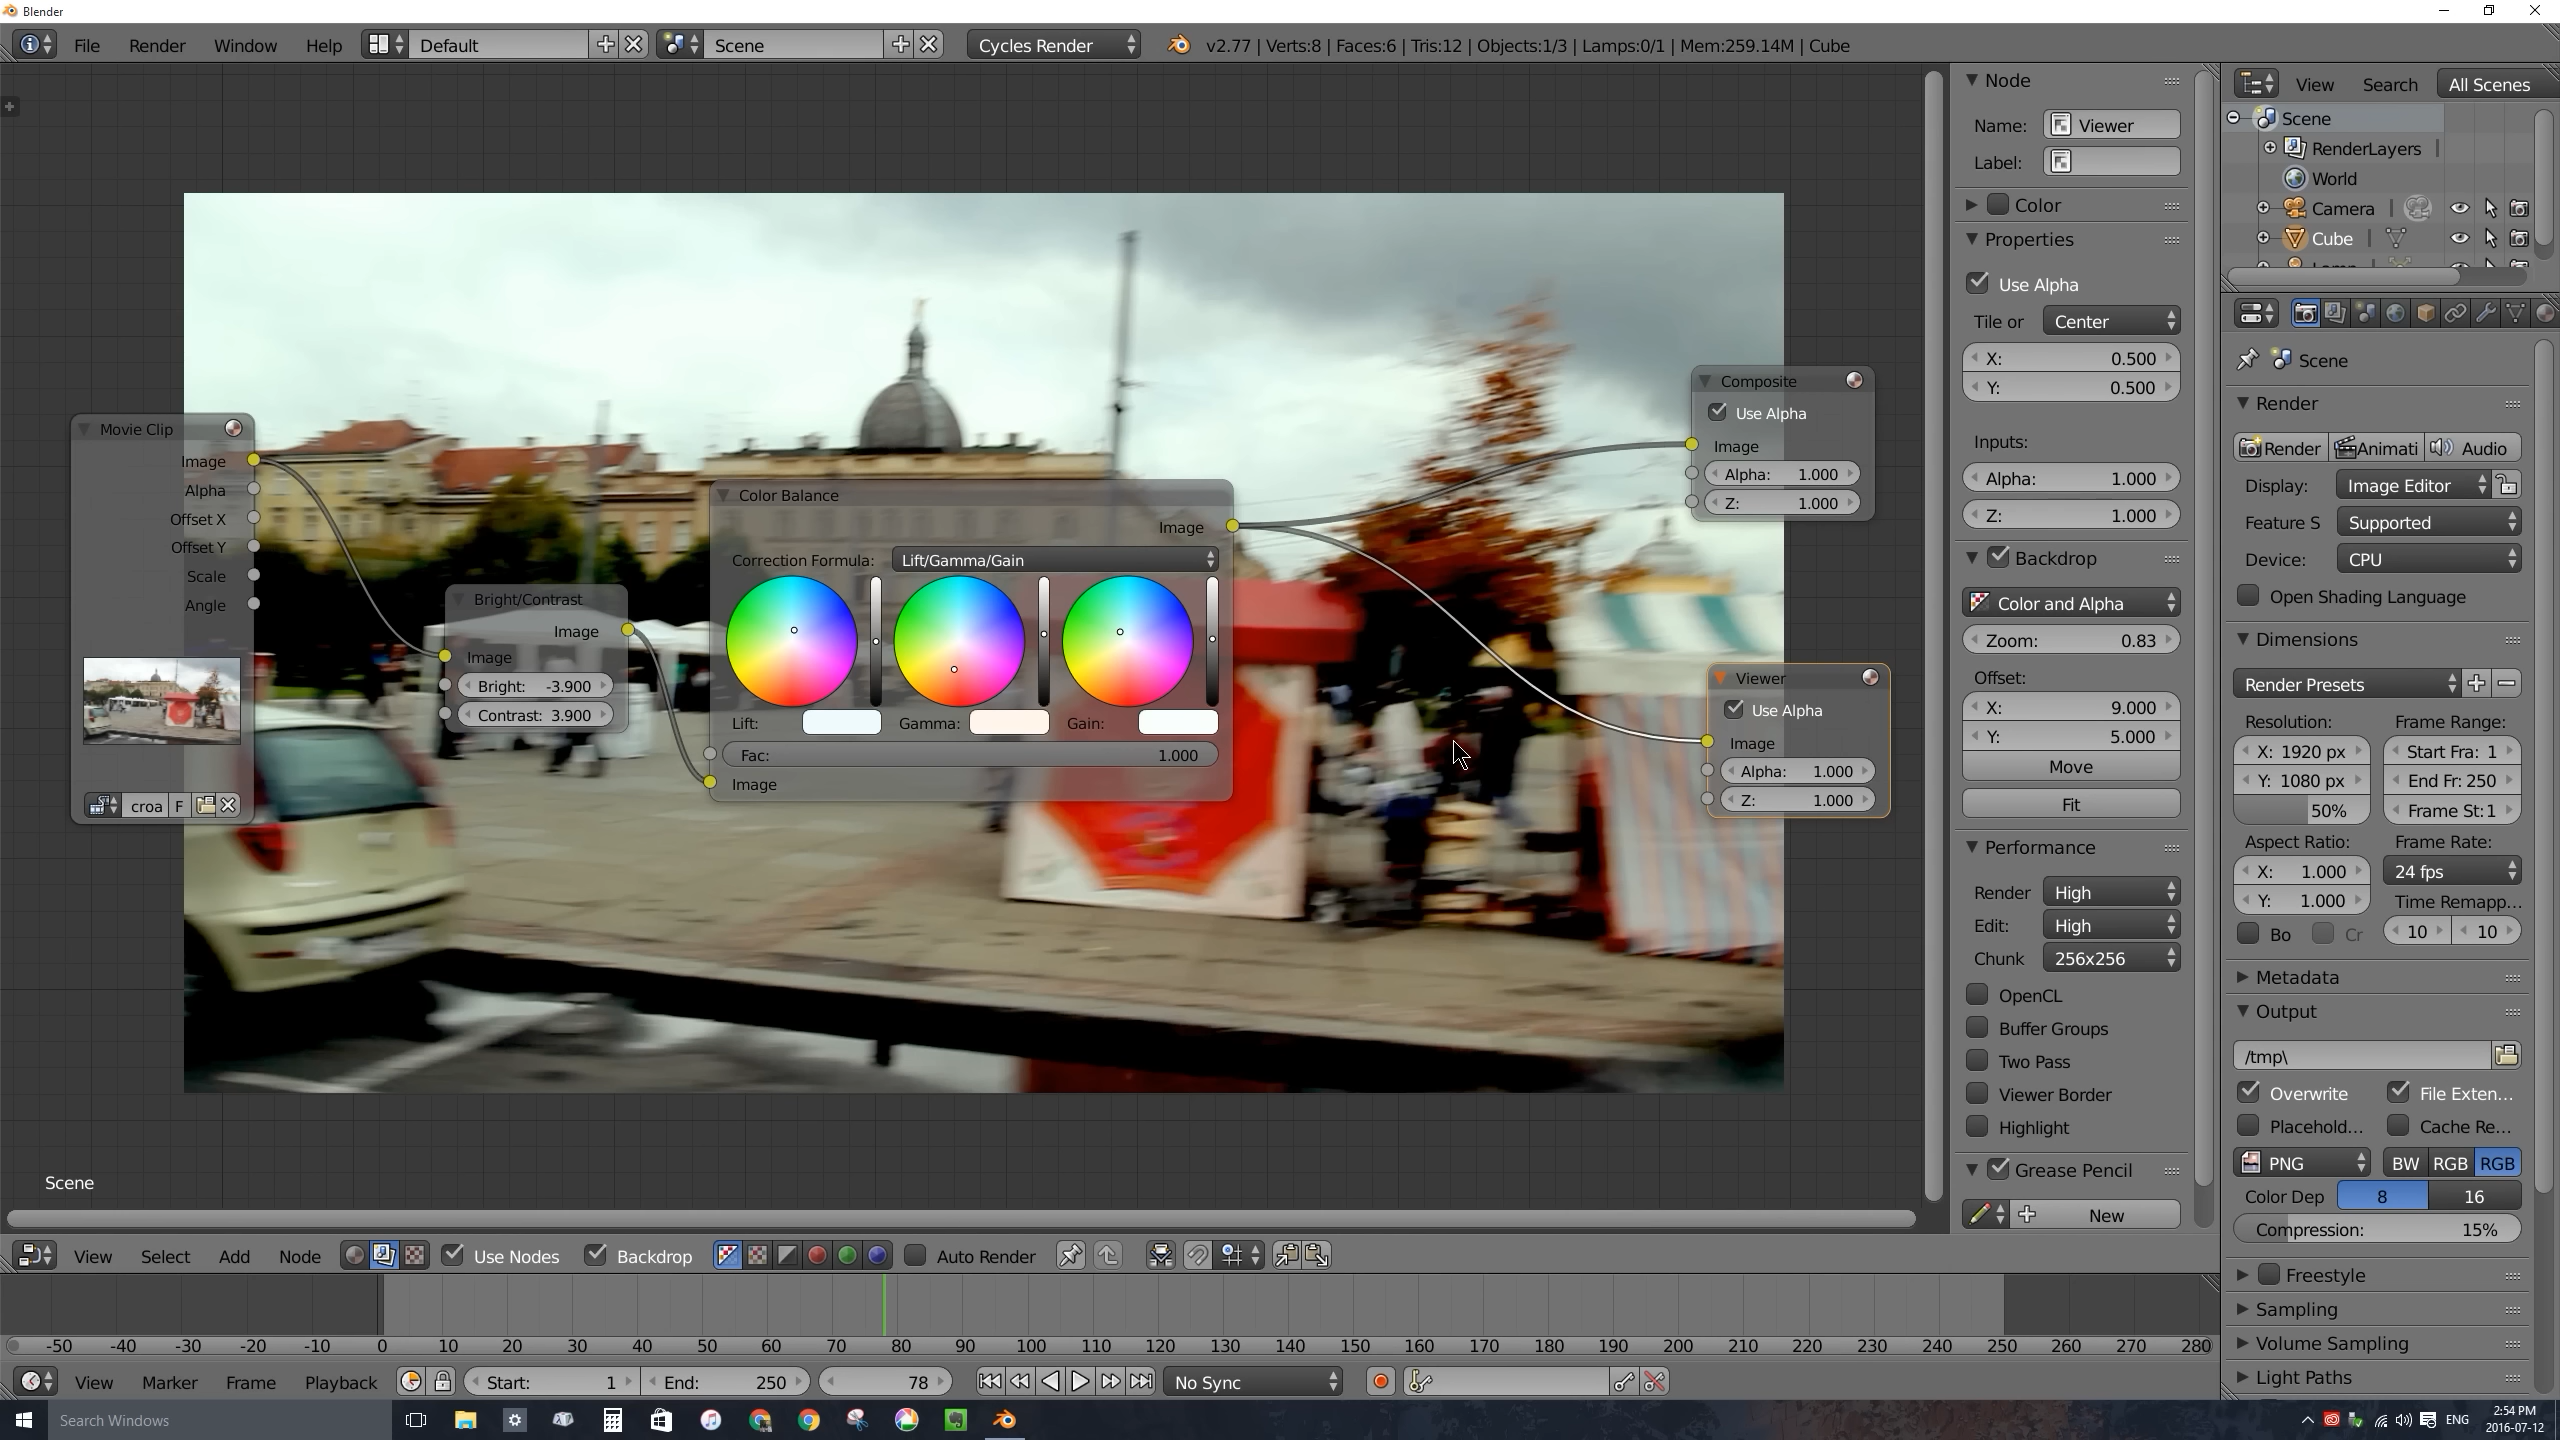 Blender
File Render Window Help Default Scene Cycles Render v2.77 | Verts:8 | Faces:6 | Tris:12 | Objects:1/3 | Lamps:0/1 | Mem:259.14M | Cube
Movie Clip
Image
Alpha
Offset X
Offset Y
Scale
Angle
croa F
Bright/Contrast
Image
Image
Bright: -3.900
Contrast: 3.900
Color Balance
Image
Correction Formula: Lift/Gamma/Gain
Lift: Gamma: Gain:
Fac: 1.000
Image
Composite
Use Alpha
Image
Alpha: 1.000
Z: 1.000
Viewer
Use Alpha
Image
Alpha: 1.000
Z: 1.000
Scene
Node
Name: Viewer
Label:
Color
Properties
Use Alpha
Tile or Center
X: 0.500
Y: 0.500
Inputs:
Alpha: 1.000
Z: 1.000
Backdrop
Color and Alpha
Zoom: 0.83
Offset:
X: 9.000
Y: 5.000
Move
Fit
Performance
Render High
Edit: High
Chunk 256x256
OpenCL
Buffer Groups
Two Pass
Viewer Border
Highlight
Grease Pencil
New
View Search All Scenes
Scene
RenderLayers
World
Camera
Cube
Scene
Render
Render Animati Audio
Display: Image Editor
Feature S Supported
Device: CPU
Open Shading Language
Dimensions
Render Presets
Resolution: Frame Range:
X: 1920 px Start Fra: 1
Y: 1080 px End Fr: 250
50% Frame St:1
Aspect Ratio: Frame Rate:
X: 1.000 24 fps
Y: 1.000 Time Remapp...
Bo Cr 10 10
Metadata
Output
/tmp\
Overwrite File Exten...
Placehold... Cache Re...
PNG BW RGB RGB
Color Dep 8 16
Compression: 15%
Freestyle
Sampling
Volume Sampling
Light Paths
View Select Add Node Use Nodes Backdrop Auto Render
-50 -40 -30 -20 -10 0 10 20 30 40 50 60 70 80 90 100 110 120 130 140 150 160 170 180 190 200 210 220 230 240 250 260 270 280
View Marker Frame Playback Start: 1 End: 250 78 No Sync
Search Windows
ENG
2:54 PM
2016-07-12